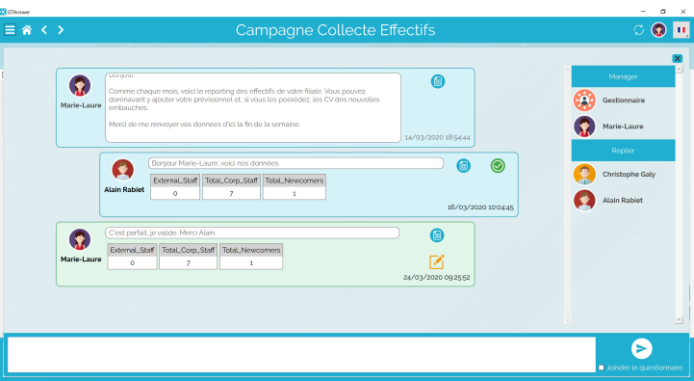 GTAnswer
Campagne Collecte Effectifs
Bonjour,
Comme chaque mois, voici le reporting des effectifs de votre filiale. Vous pouvez
dorénavant y ajouter votre prévisionnel et, si vous les possédez, les CV des nouvelles
embauches.
Merci de me renvoyer vos données d'ici la fin de la semaine.
Marie-Laure
14/03/2020 18:54:44
Bonjour Marie-Laure, voici nos données.
External_Staff Total_Corp_Staff Total_Newcomers
0 7 1
Alain Rabiet
16/03/2020 10:04:45
C'est parfait, je valide. Merci Alain
External_Staff Total_Corp_Staff Total_Newcomers
0 7 1
Marie-Laure
24/03/2020 09:25:52
Manager
Gestionnaire
Marie-Laure
Replier
Christophe Galy
Alain Rabiet
Joindre le questionnaire